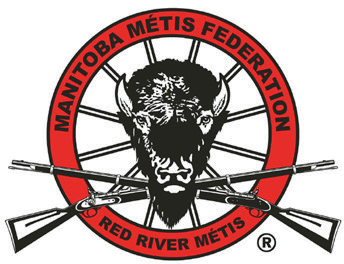 MANITOBA MÉTIS FEDERATION
RED RIVER MÉTIS
®